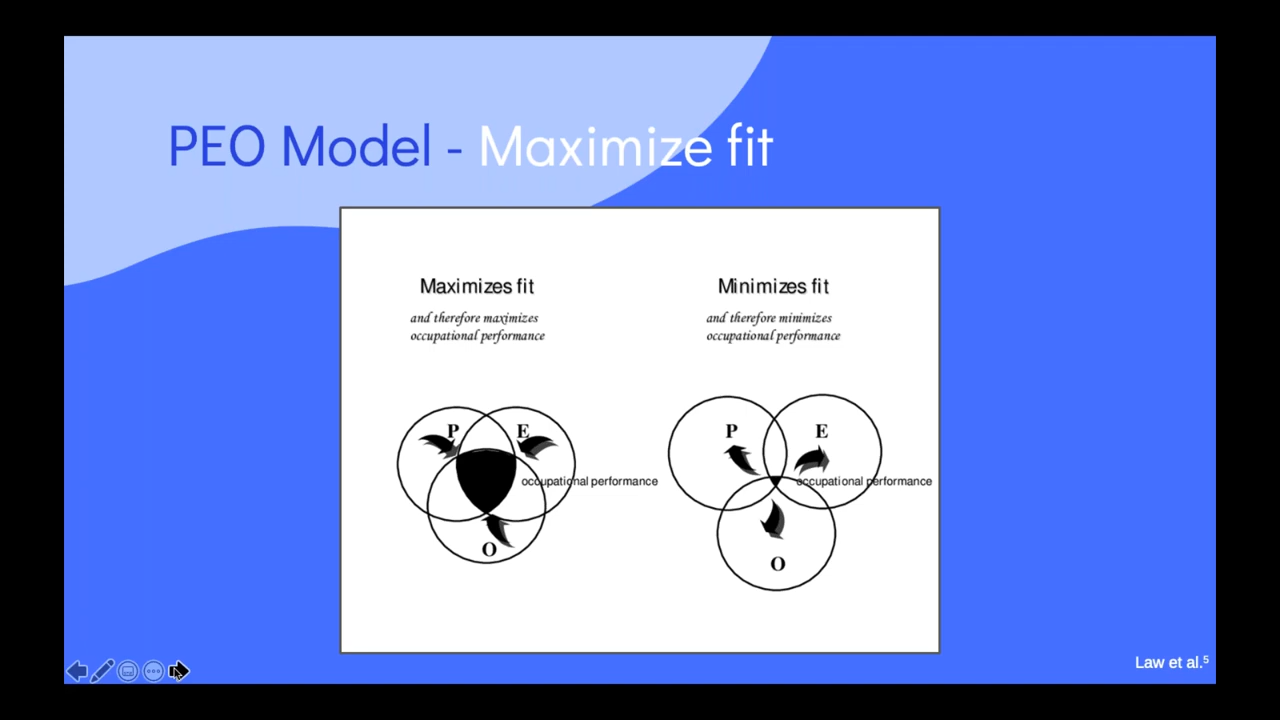 PEO Model - Maximize fit
Maximizes fit
and therefore maximizes
occupational performance
P
E
occupational performance
O
Minimizes fit
and therefore minimizes
occupational performance
P
E
occupational performance
O
Law et al.⁵